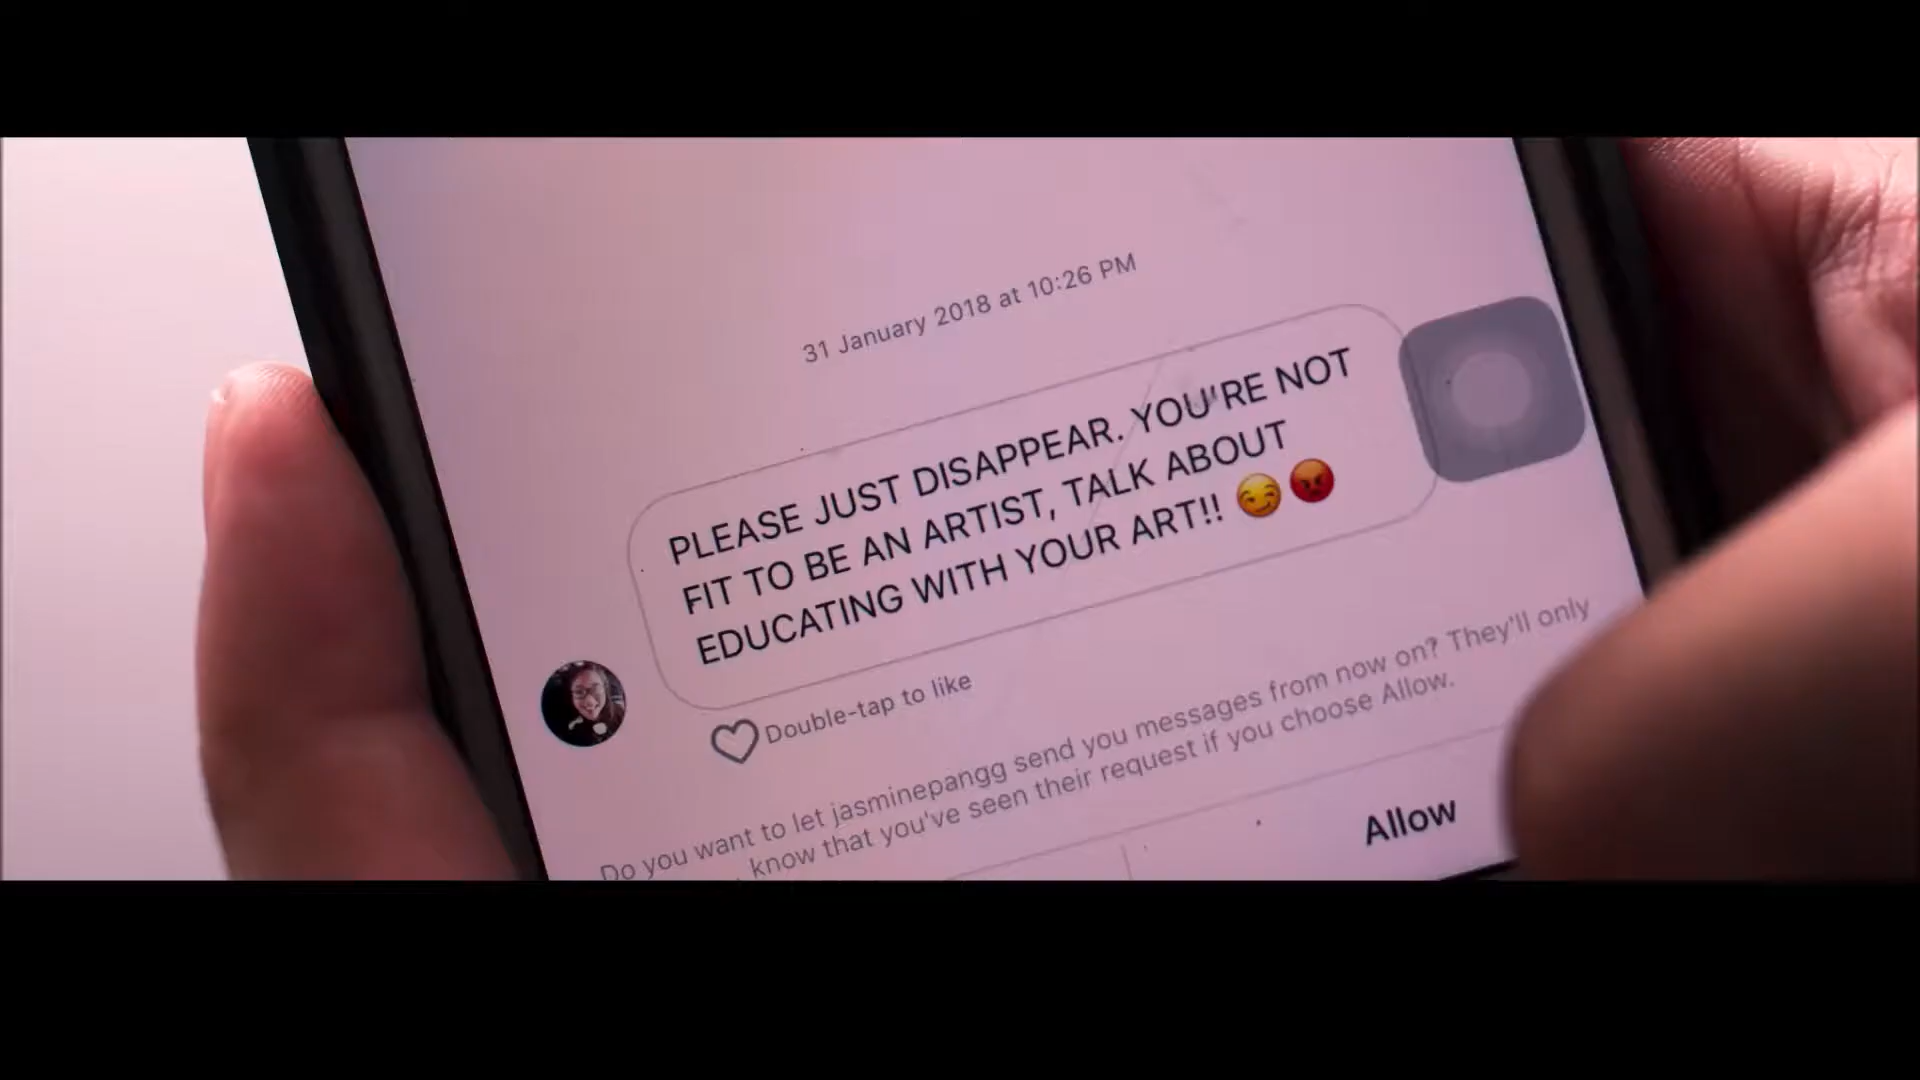 31 January 2018 at 10:26 PM
PLEASE JUST DISAPPEAR. YOU'RE NOT
FIT TO BE AN ARTIST, TALK ABOUT
EDUCATING WITH YOUR ART!! 😏😡
Double-tap to like
Do you want to let jasminepangg send you messages from now on? They'll only
know that you've seen their request if you choose Allow.
Allow